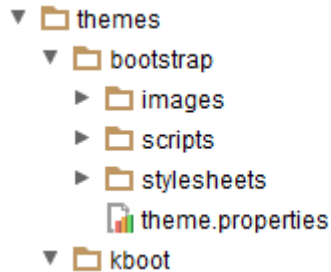 themes
bootstrap
images
scripts
stylesheets
theme.properties
kboot